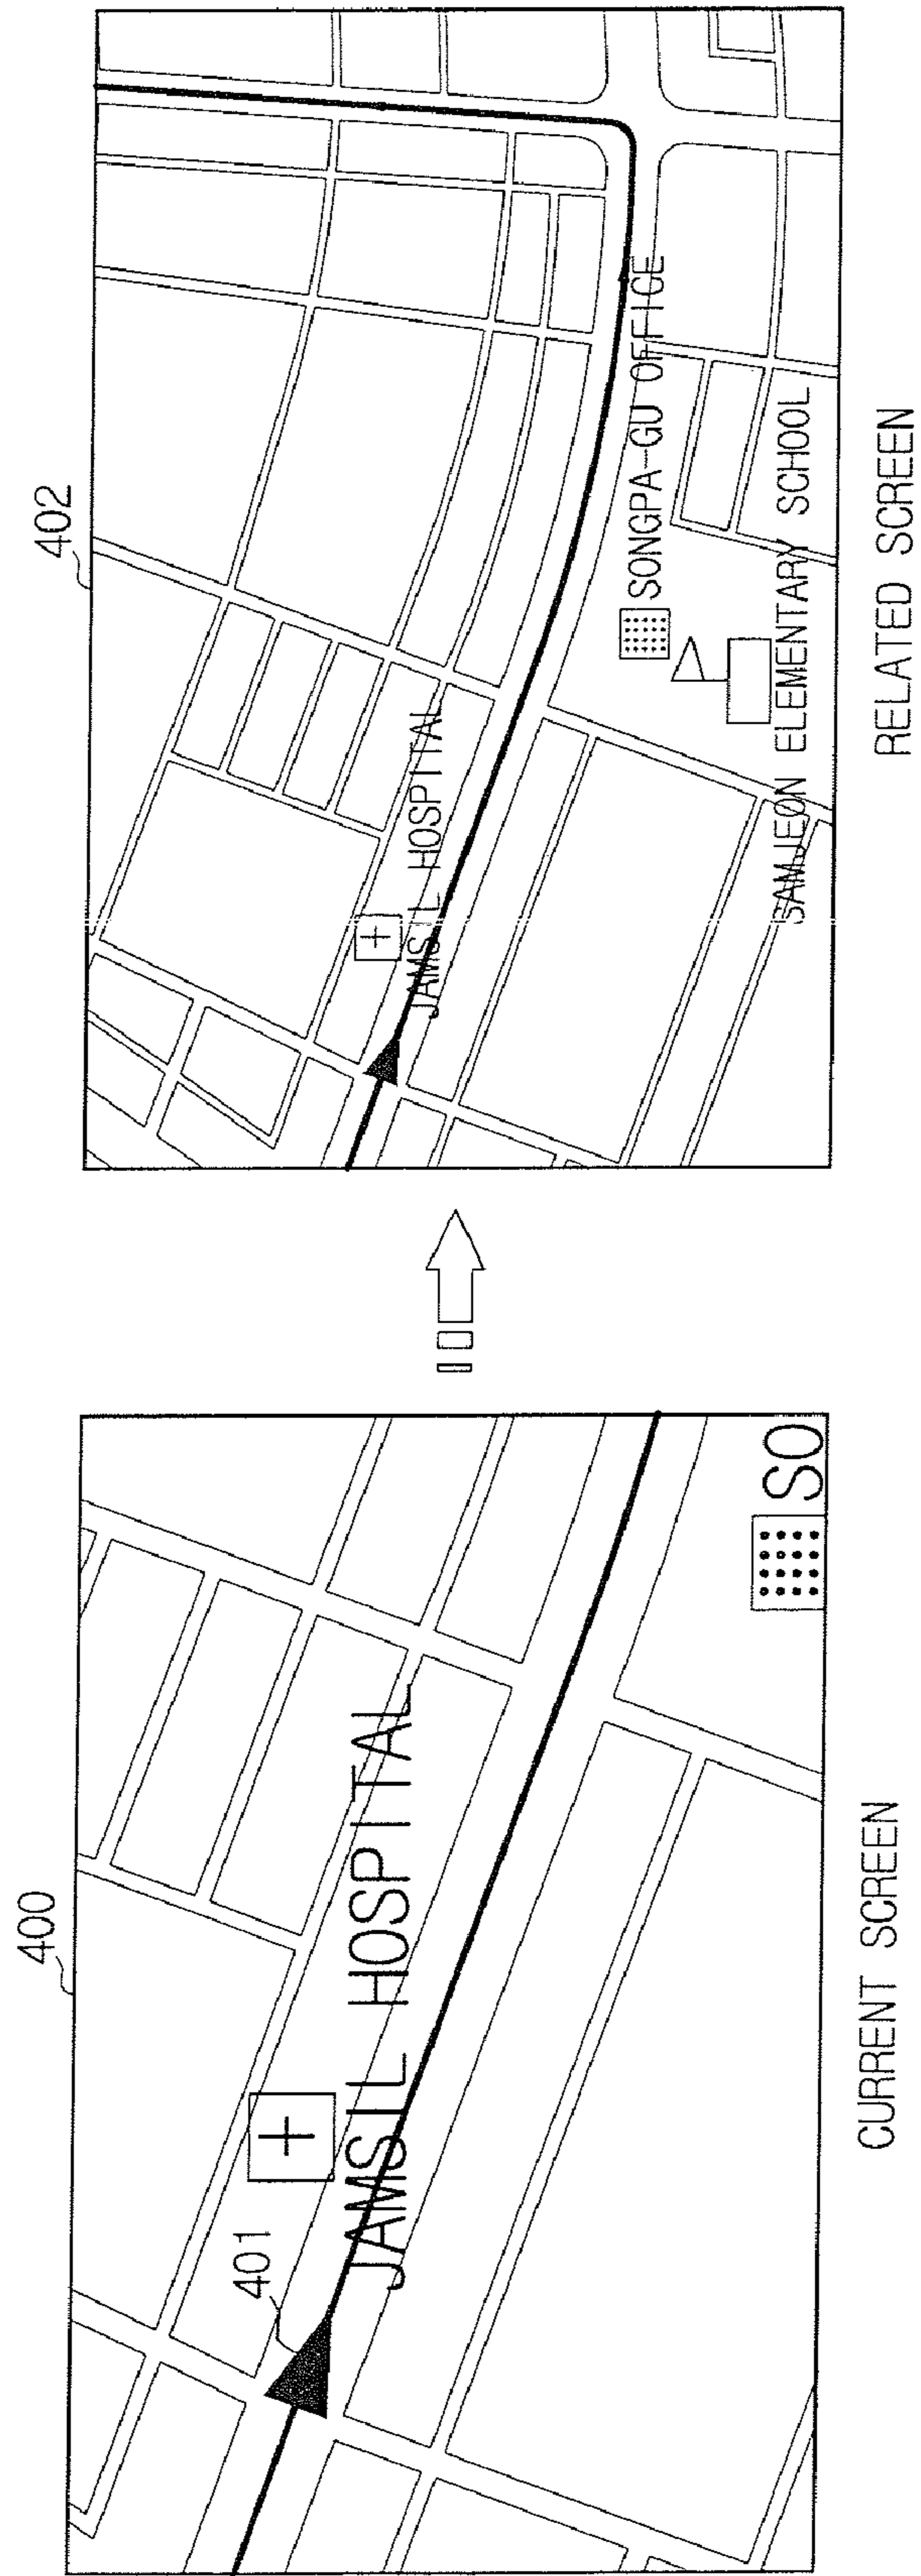 400
401
JAMSIL HOSPITAL
SO
CURRENT SCREEN
402
JAMSIL HOSPITAL
SONGPA-GU OFFICE
SAMJEON ELEMENTARY SCHOOL
RELATED SCREEN